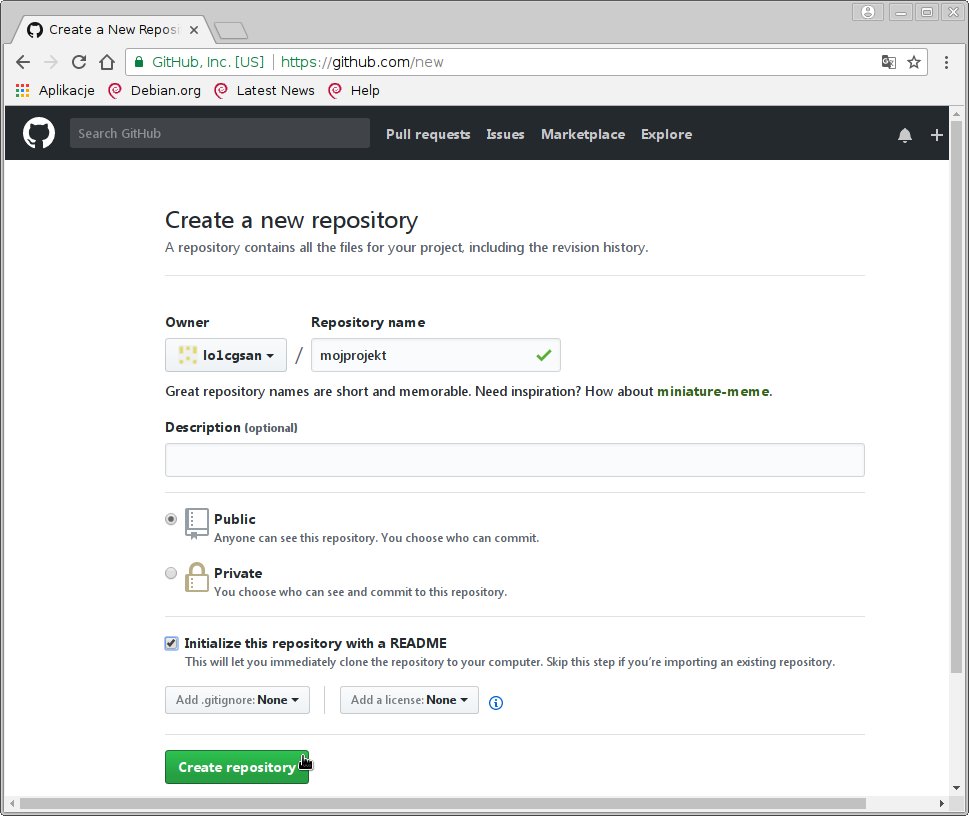 Create a New Repos
GitHub, Inc. [US] https://github.com/new
Aplikacje Debian.org Latest News Help
Search GitHub Pull requests Issues Marketplace Explore
Create a new repository
A repository contains all the files for your project, including the revision history.
Owner Repository name
lo1cgsan / mojprojekt
Great repository names are short and memorable. Need inspiration? How about miniature-meme.
Description (optional)
Public
Anyone can see this repository. You choose who can commit.
Private
You choose who can see and commit to this repository.
Initialize this repository with a README
This will let you immediately clone the repository to your computer. Skip this step if you’re importing an existing repository.
Add .gitignore: None Add a license: None
Create repository